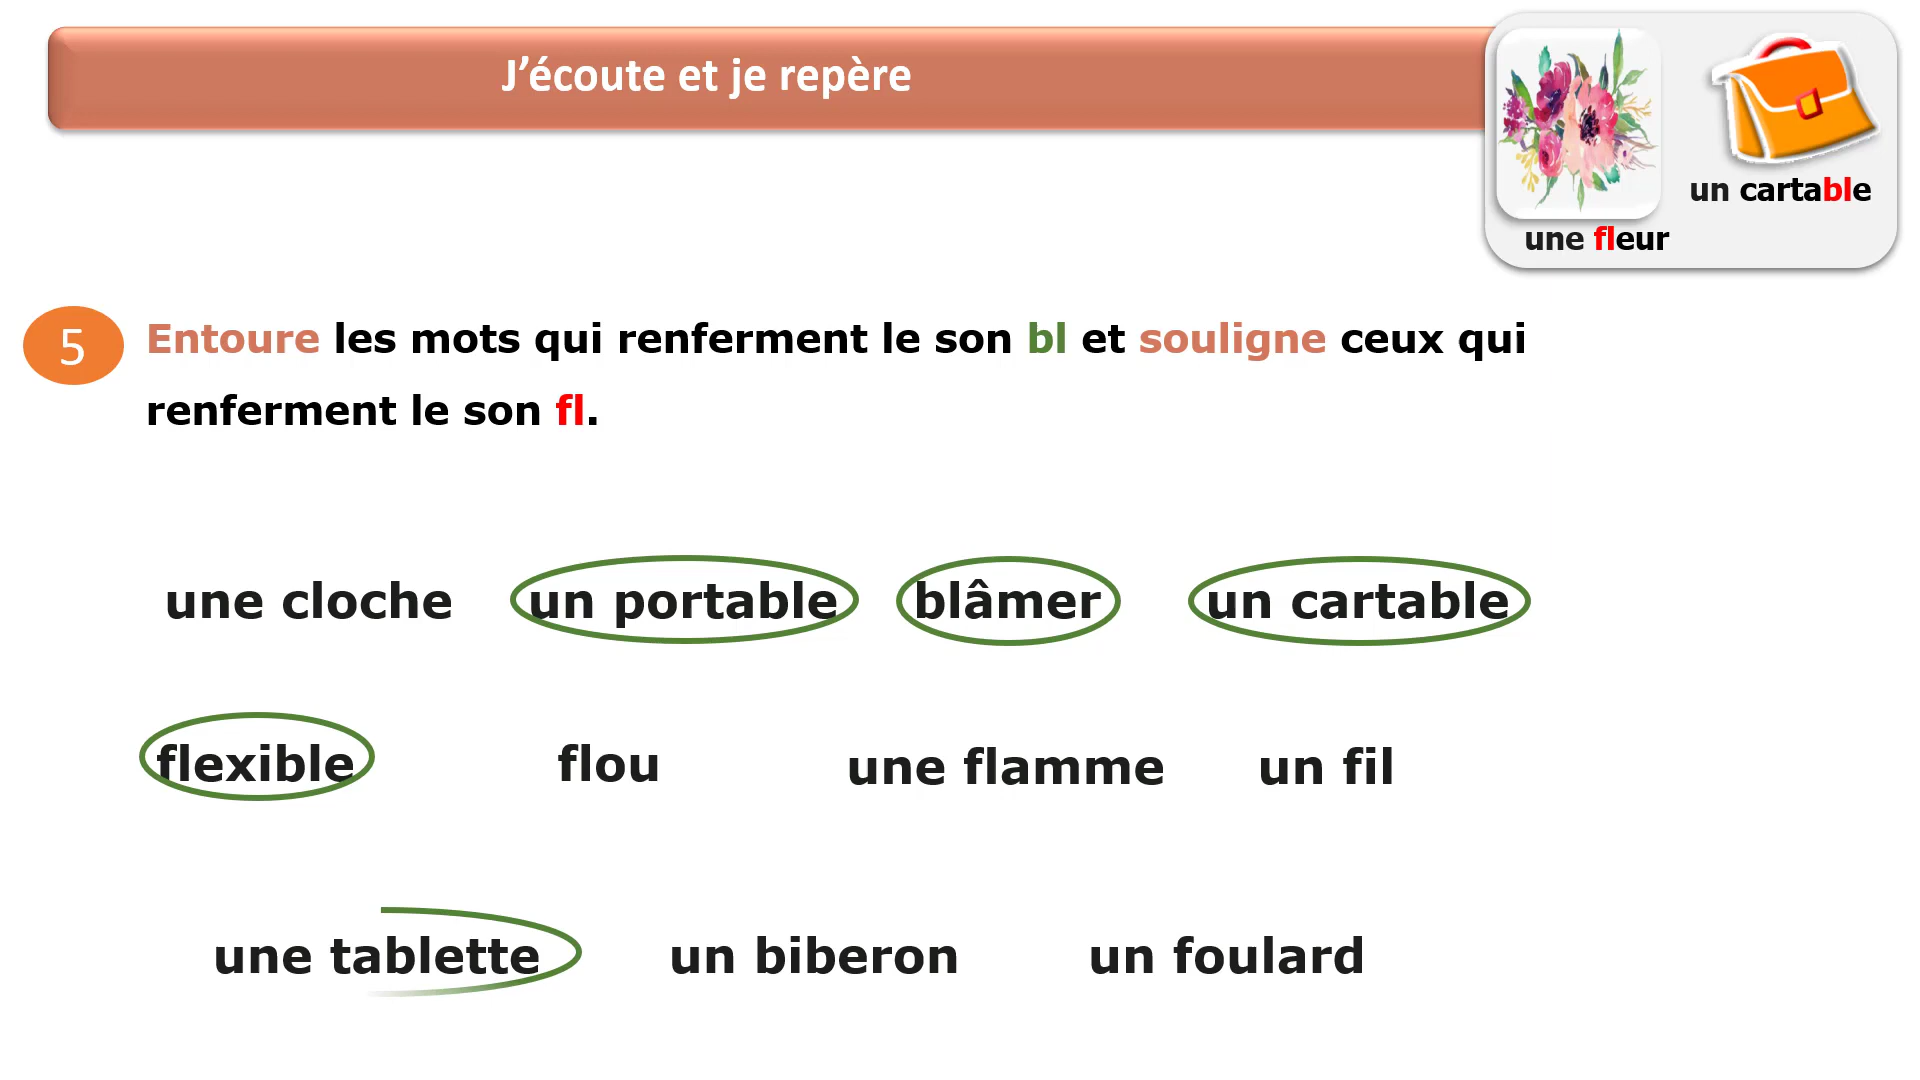 J’écoute et je repère
un cartable
une fleur
5
Entoure les mots qui renferment le son bl et souligne ceux qui
renferment le son fl.
une cloche un portable blâmer un cartable
flexible flou une flamme un fil
une tablette un biberon un foulard